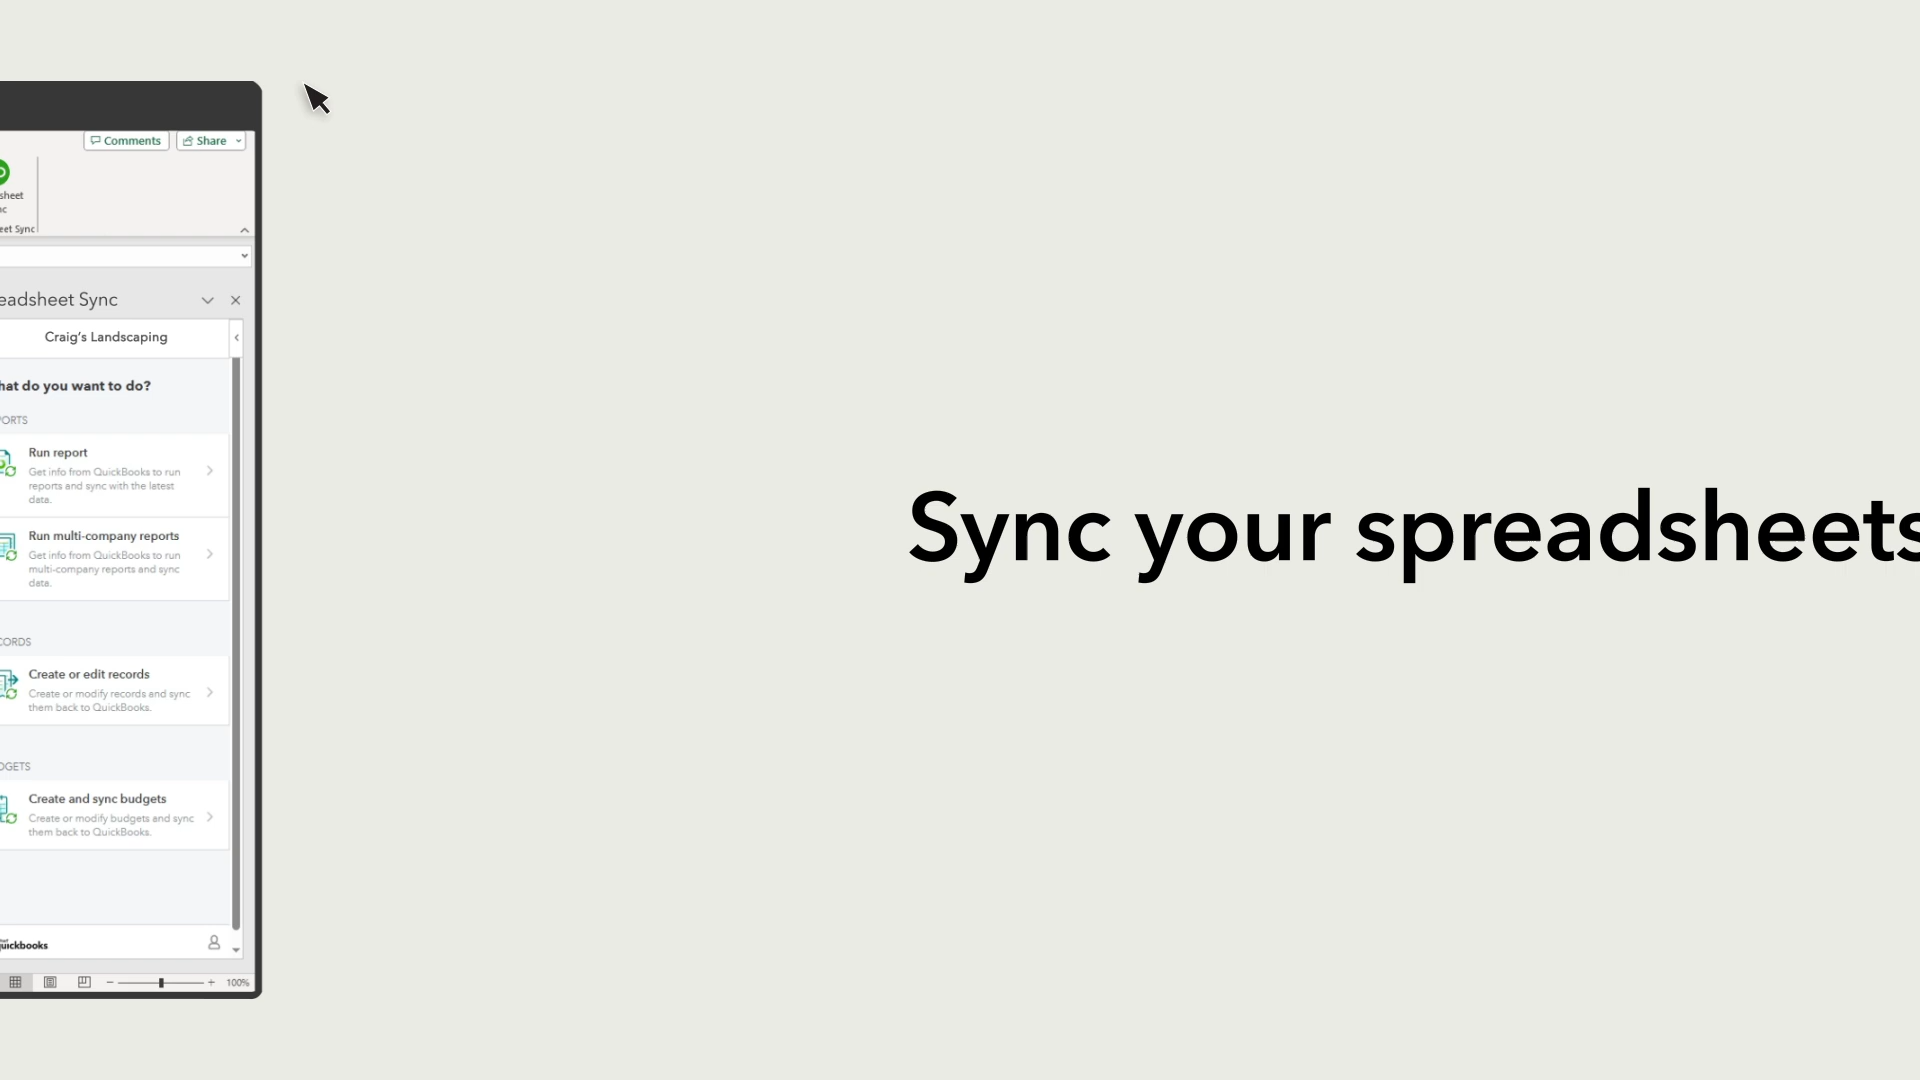 Comments
Share
sheet
nc
eet Sync
eadsheet Sync
Craig's Landscaping
hat do you want to do?
PORTS
Run report
Get info from QuickBooks to run
reports and sync with the latest
data.
Run multi-company reports
Get info from QuickBooks to run
multi-company reports and sync
data.
CORDS
Create or edit records
Create or modify records and sync
them back to QuickBooks.
DGETS
Create and sync budgets
Create or modify budgets and sync
them back to QuickBooks.
quickbooks
100%
Sync your spreadsheets